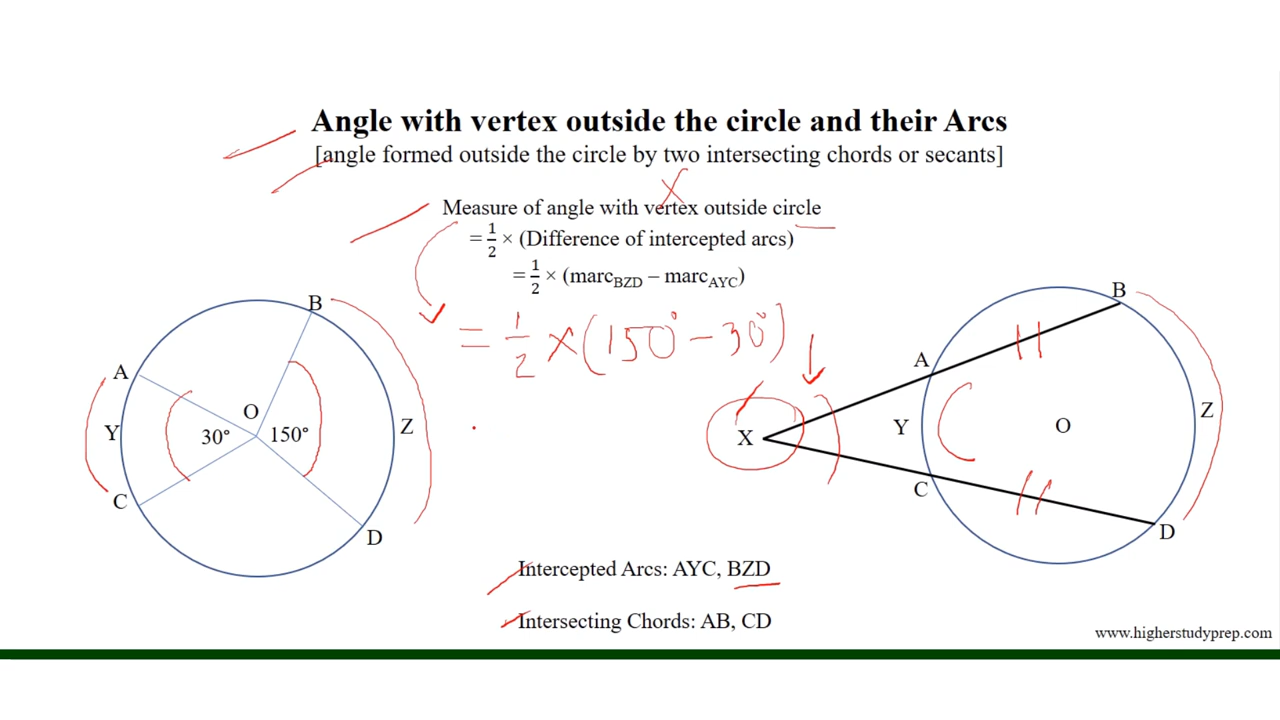 Angle with vertex outside the circle and their Arcs
[angle formed outside the circle by two intersecting chords or secants]
X
Measure of angle with vertex outside circle
= 1/2 × (Difference of intercepted arcs)
= 1/2 × (marc_BZD − marc_AYC)
= 1/2 × (150° − 30°)
B
A
O
Y
30°
150°
Z
C
D
B
A
X
Y
O
Z
C
D
Intercepted Arcs: AYC, BZD
Intersecting Chords: AB, CD
www.higherstudyprep.com